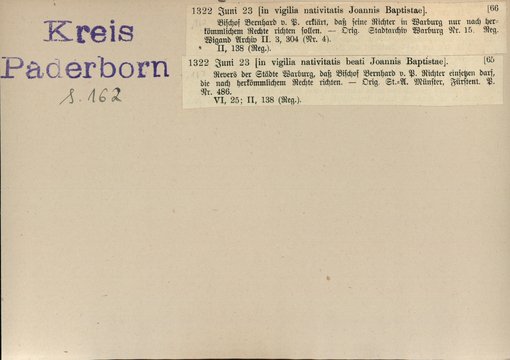 Kreis
Paderborn
S. 162
1322 Juni 23 [in vigilia nativitatis Joannis Baptistae]. [66
Bischof Bernhard v. P. erklärt, daß seine Richter in Warburg nur nach her-
kömmlichem Rechte richten sollen. — Orig. Stadtarchiv Warburg Nr. 15. Reg.
Wigand Archiv II. 3, 304 (Nr. 4).
II, 138 (Reg.).
1322 Juni 23 [in vigilia nativitatis beati Joannis Baptistae]. [65
Revers der Städte Warburg, daß Bischof Bernhard v. P. Richter einsetzen darf,
die nach herkömmlichem Rechte richten. — Orig. St.-A. Münster, Fürstent. P.
Nr. 486.
VI, 25; II, 138 (Reg.).